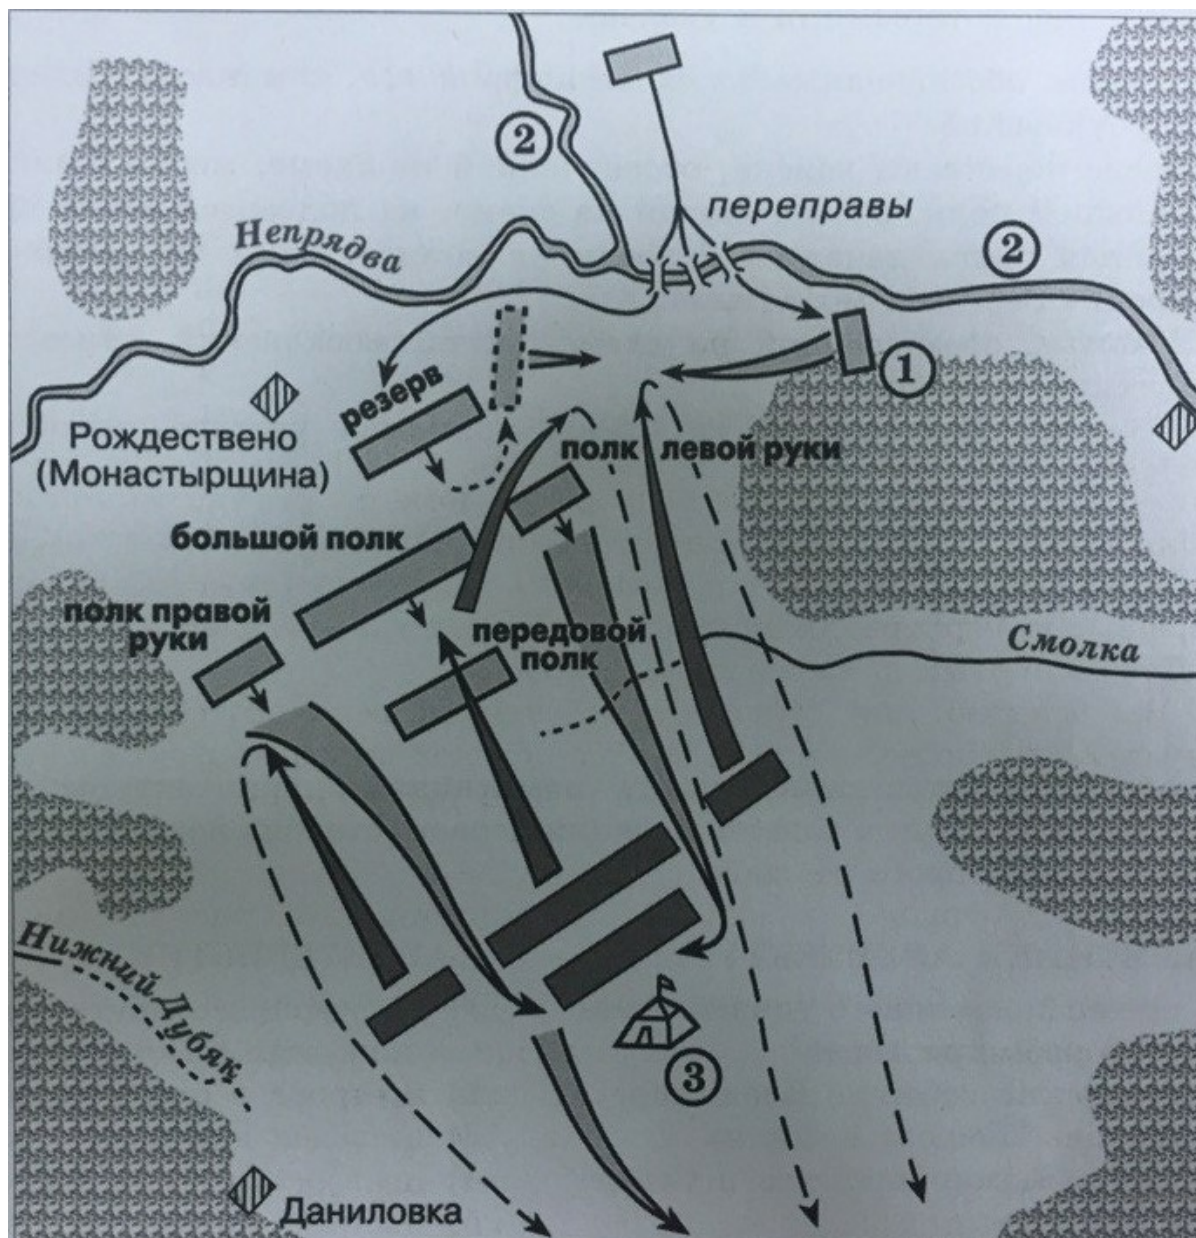 2
переправы
Непрядва
2
1
резерв
Рождествено
(Монастырщина)
полк левой руки
большой полк
полк правой
руки
передовой
полк
Смолка
Нижний Дубяк
3
Даниловка